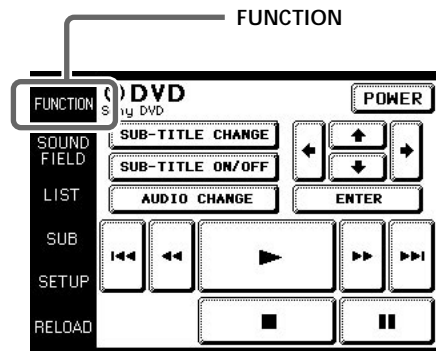 FUNCTION
FUNCTION
DVD
Sony DVD
POWER
SUB-TITLE CHANGE
SOUND
FIELD
SUB-TITLE ON/OFF
LIST
AUDIO CHANGE
ENTER
SUB
SETUP
RELOAD